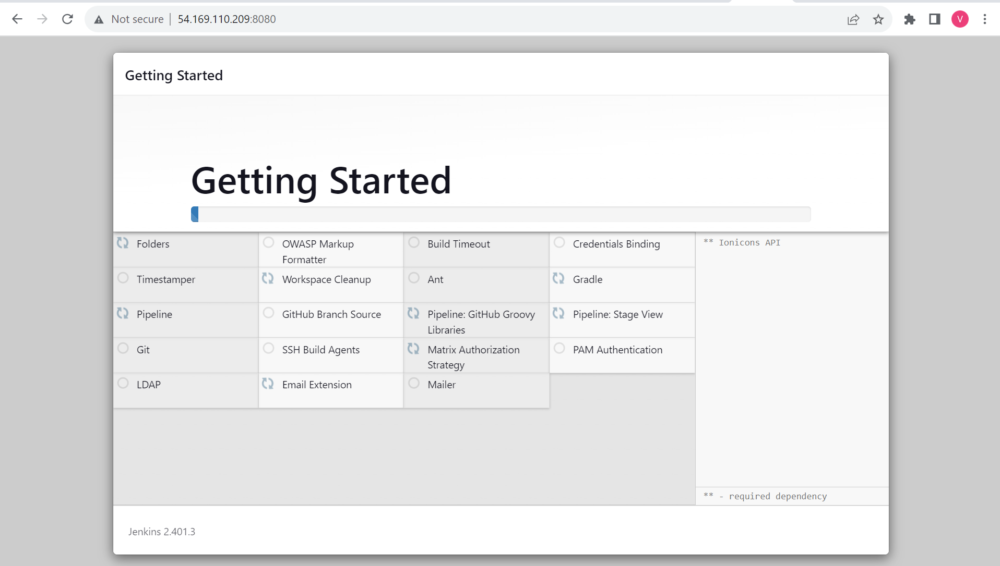 Not secure
54.169.110.209:8080
V
Getting Started
Getting Started
Folders
OWASP Markup
Formatter
Build Timeout
Credentials Binding
** Ionicons API
Timestamper
Workspace Cleanup
Ant
Gradle
Pipeline
GitHub Branch Source
Pipeline: GitHub Groovy
Libraries
Pipeline: Stage View
Git
SSH Build Agents
Matrix Authorization
Strategy
PAM Authentication
LDAP
Email Extension
Mailer
** - required dependency
Jenkins 2.401.3